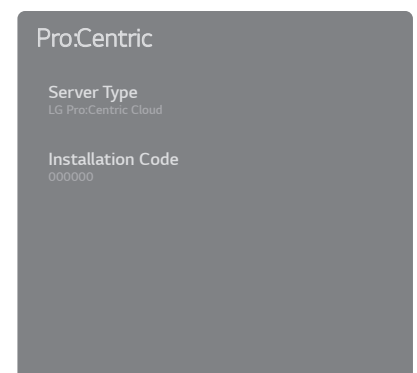 Pro:Centric
Server Type
LG Pro:Centric Cloud
Installation Code
000000